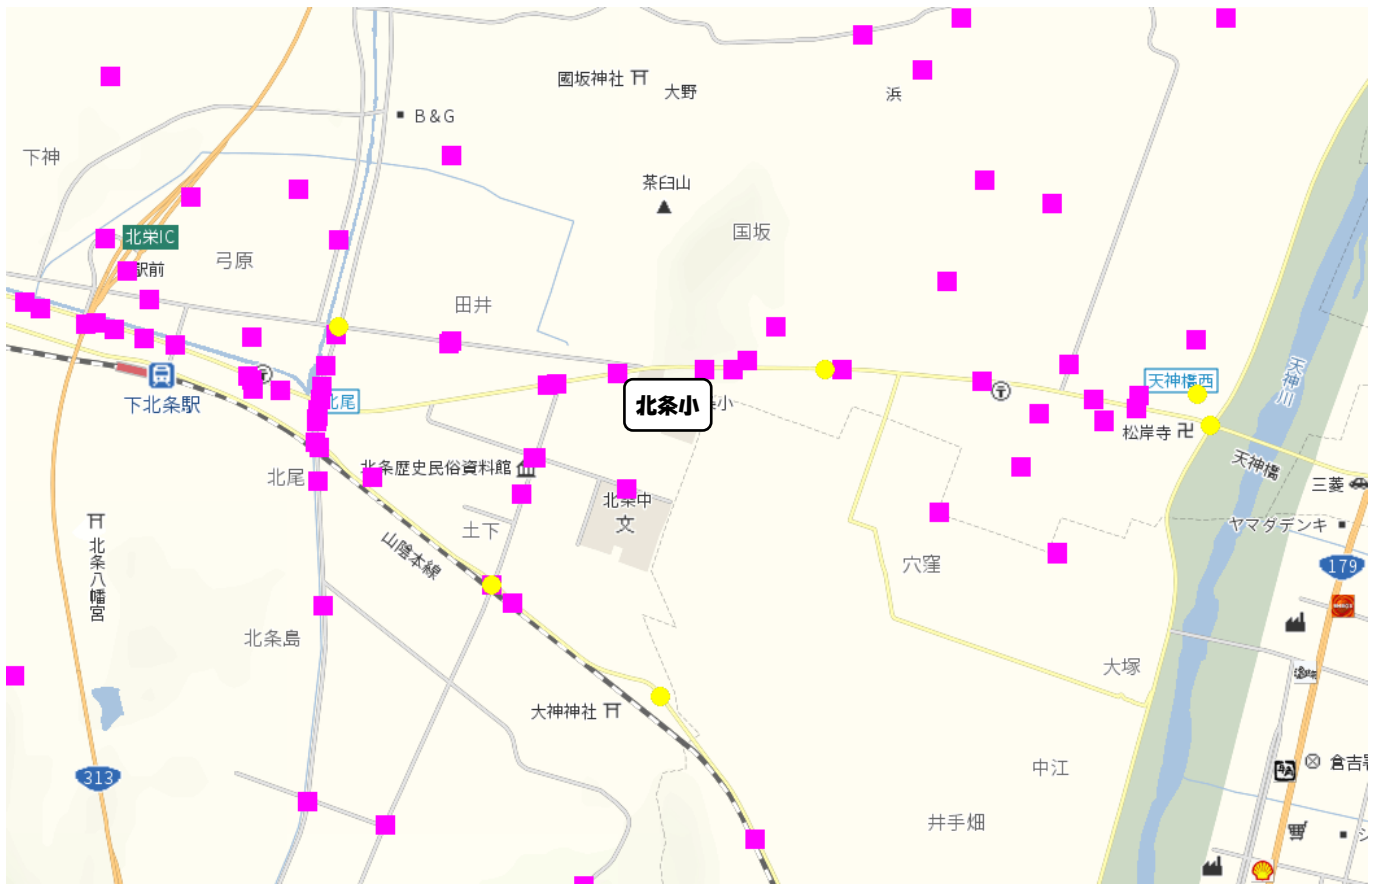 國坂神社
大野
浜
B&G
下神
茶臼山
国坂
北栄IC
駅前
弓原
田井
天神橋西
天神川
下北条駅
北尾
北条小
小
松岸寺
天神橋
北尾
北条歴史民俗資料館
三菱
北条中
文
ヤマダデンキ
土下
山陰本線
北条八幡宮
穴窪
179
北条島
大塚
大神神社
313
中江
倉吉署
井手畑
シ